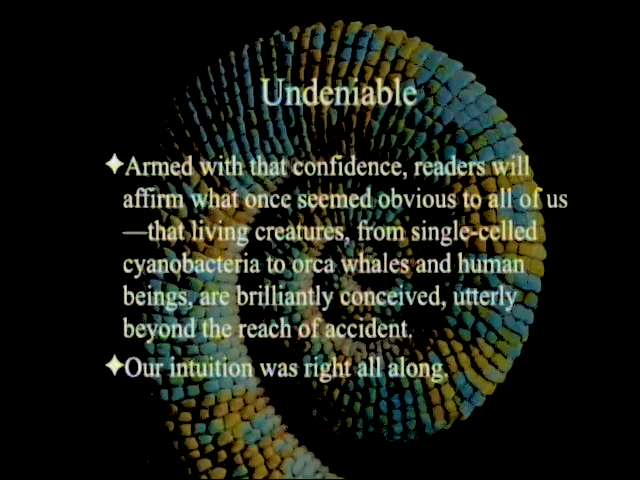 Undeniable
✦Armed with that confidence, readers will
affirm what once seemed obvious to all of us
—that living creatures, from single-celled
cyanobacteria to orca whales and human
beings, are brilliantly conceived, utterly
beyond the reach of accident.
✦Our intuition was right all along.